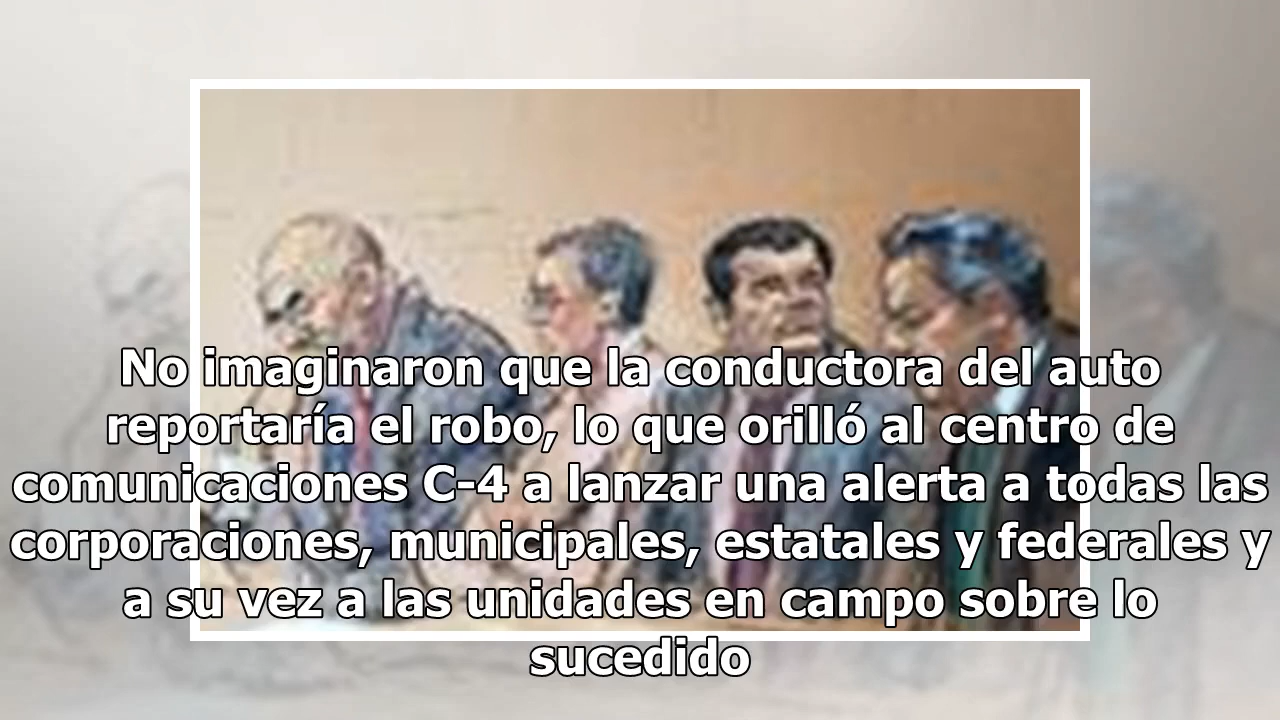 No imaginaron que la conductora del auto
reportaría el robo, lo que orilló al centro de
comunicaciones C-4 a lanzar una alerta a todas las
corporaciones, municipales, estatales y federales y
a su vez a las unidades en campo sobre lo
sucedido